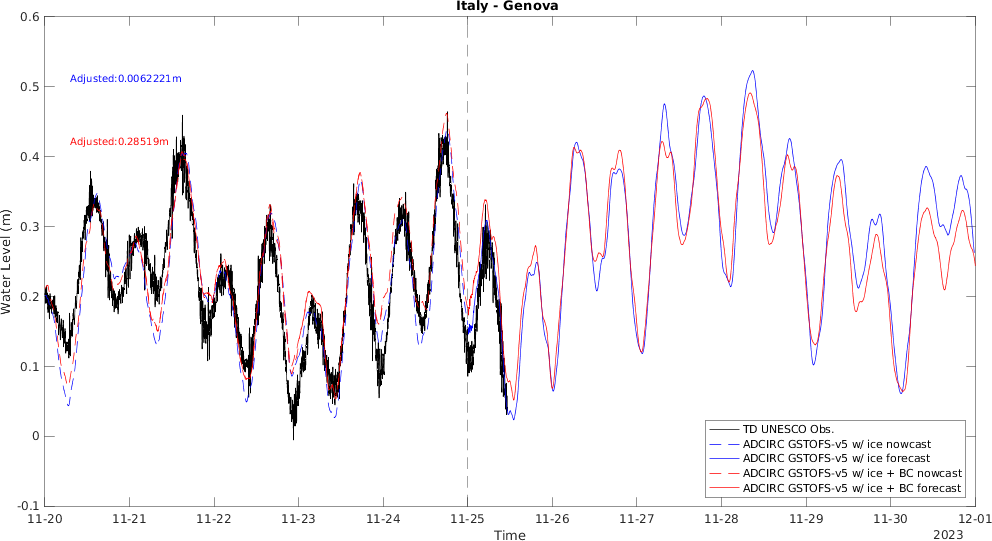 Italy - Genova
Adjusted:0.0062221m
Adjusted:0.28519m
Water Level (m)
0.6
0.5
0.4
0.3
0.2
0.1
0
-0.1
TD UNESCO Obs.
ADCIRC GSTOFS-v5 w/ ice nowcast
ADCIRC GSTOFS-v5 w/ ice forecast
ADCIRC GSTOFS-v5 w/ ice + BC nowcast
ADCIRC GSTOFS-v5 w/ ice + BC forecast
11-20 11-21 11-22 11-23 11-24 11-25 11-26 11-27 11-28 11-29 11-30 12-01
Time
2023